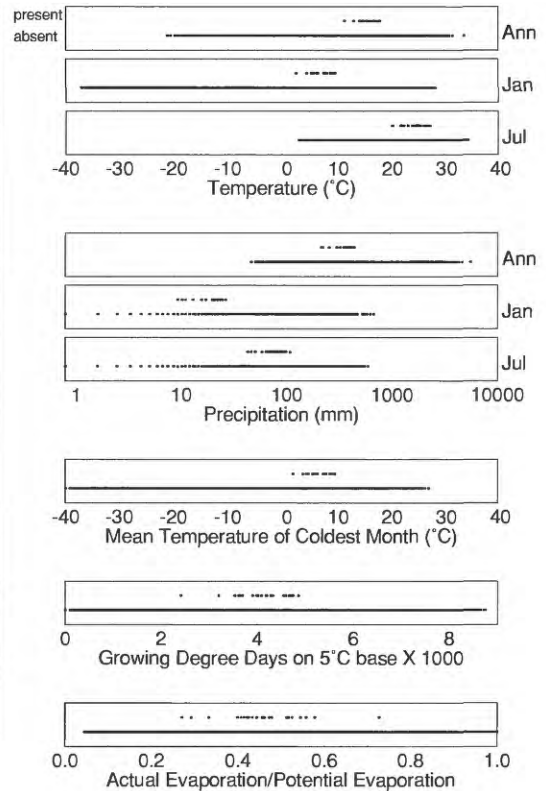 present
absent
Ann
Jan
Jul
-40 -20 -20 -10 0 10 20 30 40
Temperature (˚C)
Ann
Jan
Jul
1 10 100 1000 10000
Precipitation (mm)
-40 -20 -20 -10 0 10 20 30 40
Mean Temperature of Coldest Month (˚C)
0 2 4 6 8
Growing Degree Days on 5˚C base X 1000
0.0 0.2 0.4 0.6 0.8 1.0
Actual Evaporation/Potential Evaporation